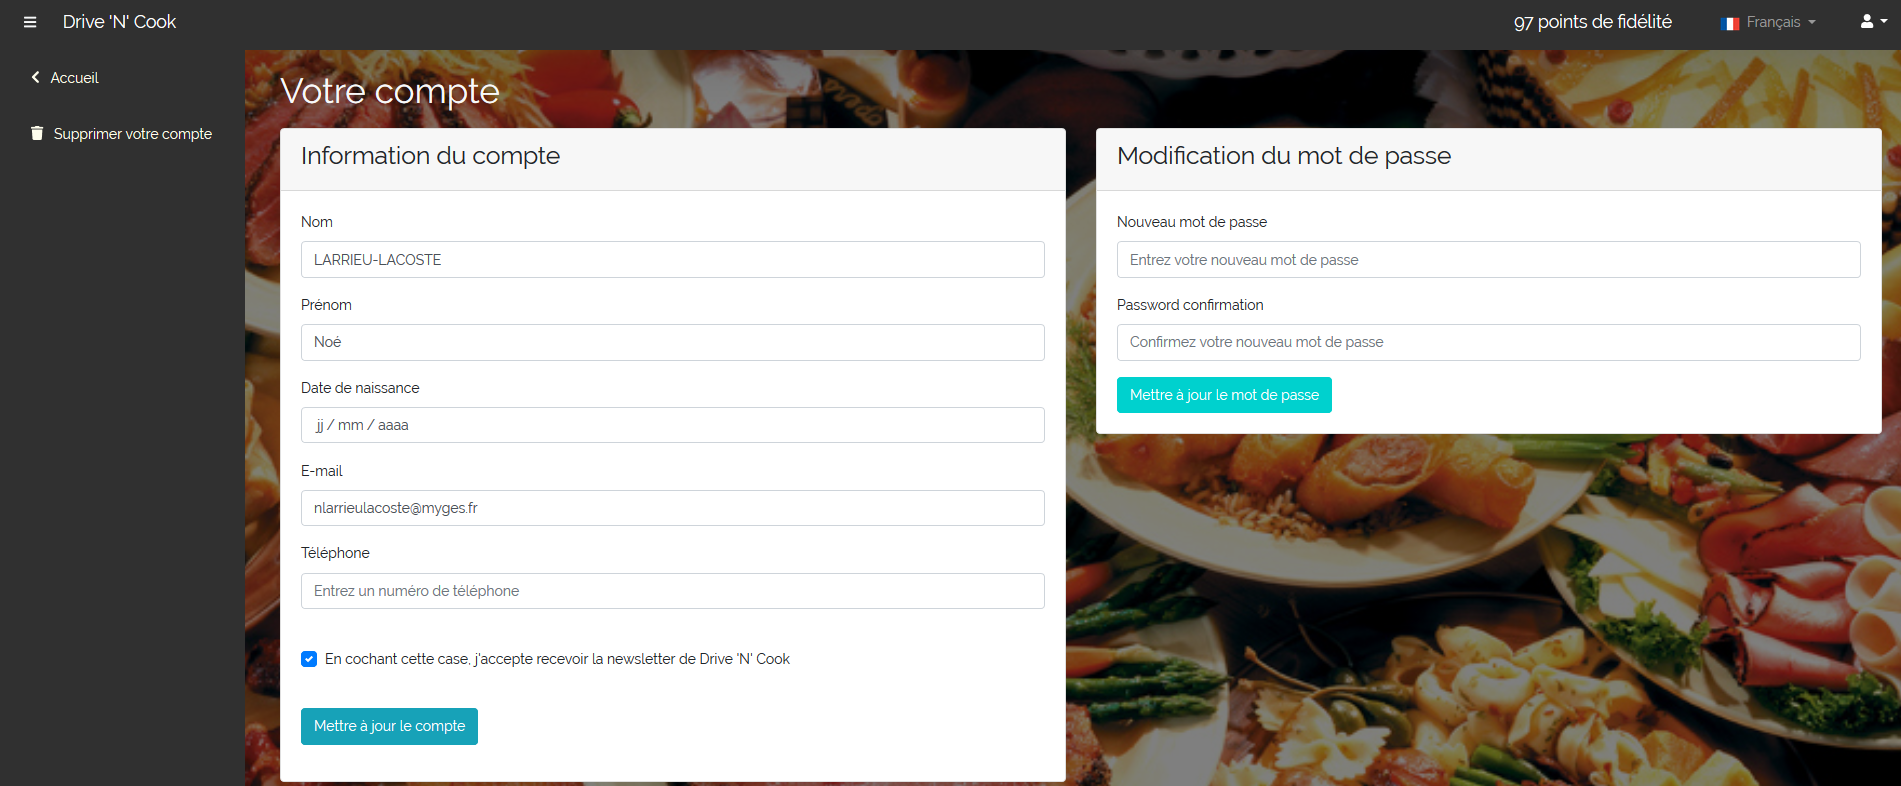 Drive 'N' Cook
97 points de fidélité
Français
Accueil
Supprimer votre compte
Votre compte
Information du compte
Nom
LARRIEU-LACOSTE
Prénom
Noé
Date de naissance
jj / mm / aaaa
E-mail
nlarrieulacoste@myges.fr
Téléphone
Entrez un numéro de téléphone
En cochant cette case, j'accepte recevoir la newsletter de Drive 'N' Cook
Mettre à jour le compte
Modification du mot de passe
Nouveau mot de passe
Entrez votre nouveau mot de passe
Password confirmation
Confirmez votre nouveau mot de passe
Mettre à jour le mot de passe